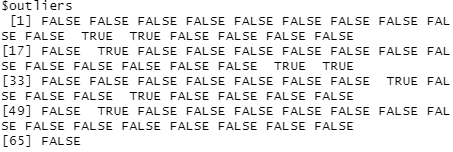 $outliers
 [1] FALSE FALSE FALSE FALSE FALSE FALSE FALSE FALSE FAL
SE FALSE  TRUE  TRUE FALSE FALSE FALSE FALSE
[17] FALSE  TRUE FALSE FALSE FALSE FALSE FALSE FALSE FAL
SE FALSE FALSE FALSE FALSE FALSE  TRUE  TRUE
[33] FALSE FALSE FALSE FALSE FALSE FALSE FALSE  TRUE FAL
SE FALSE FALSE  TRUE FALSE FALSE FALSE FALSE
[49] FALSE  TRUE FALSE FALSE FALSE FALSE FALSE FALSE FAL
SE FALSE FALSE FALSE FALSE FALSE FALSE FALSE
[65] FALSE